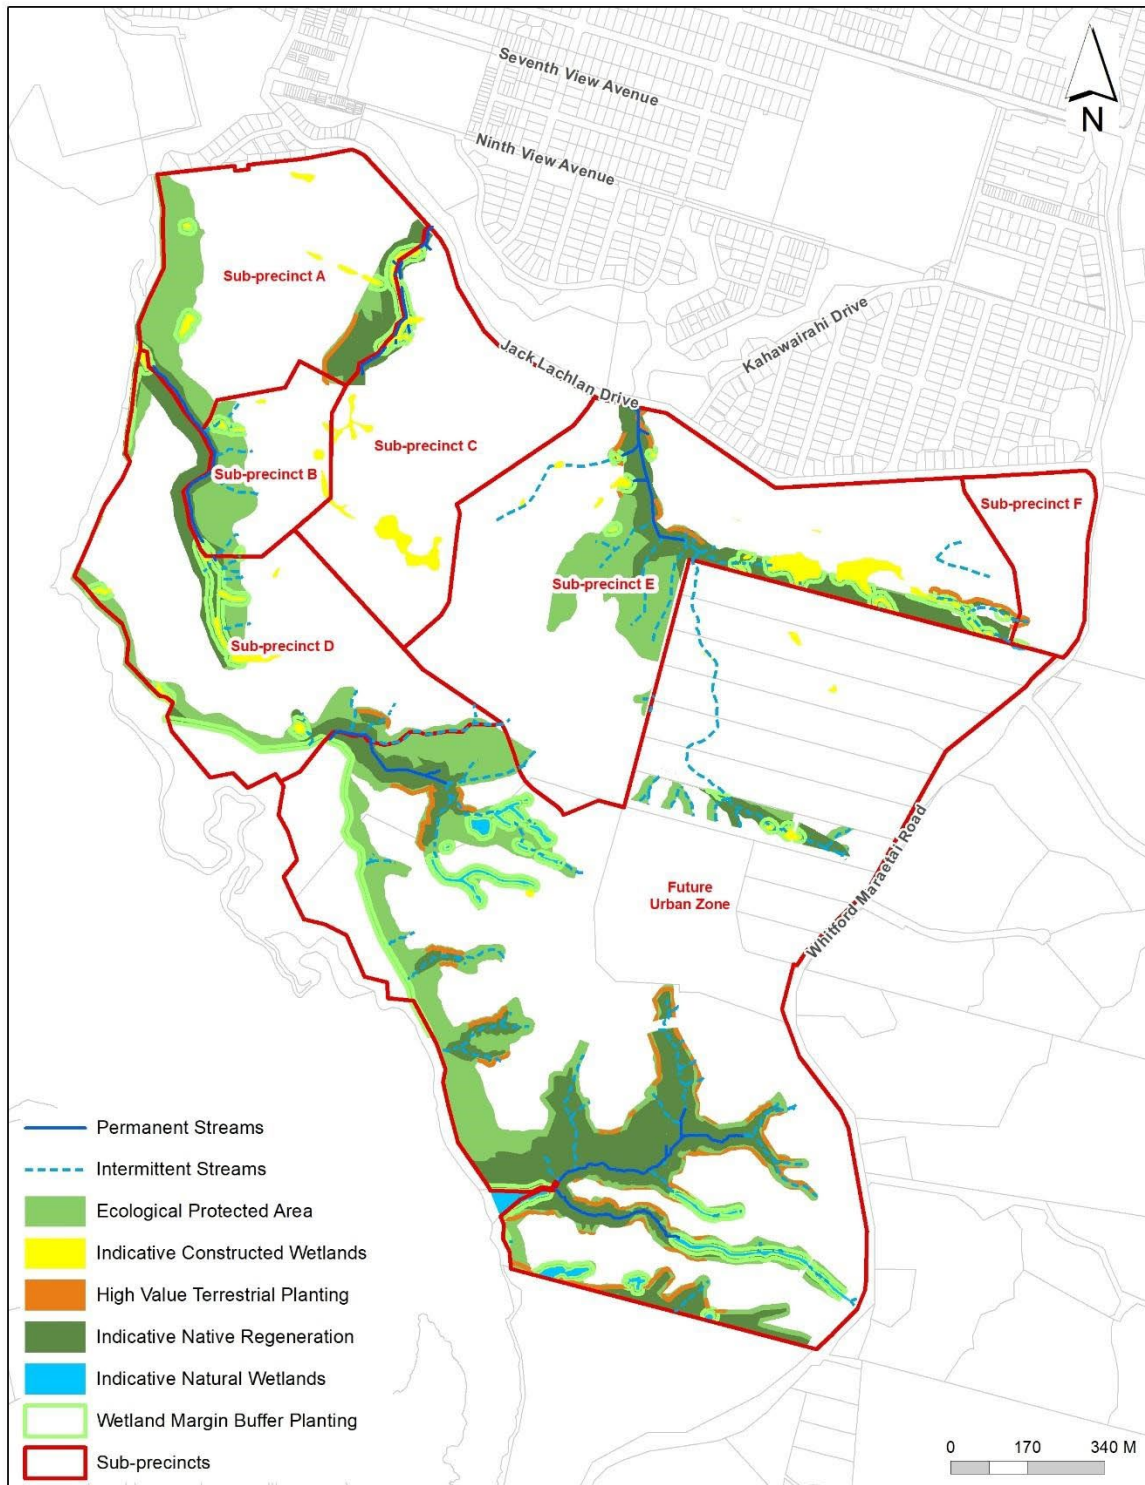 Seventh View Avenue
N
Ninth View Avenue
Sub-precinct A
Kahawairahi Drive
Jack Lachlan Drive
Sub-precinct C
Sub-precinct B
Sub-precinct F
Sub-precinct E
Sub-precinct D
Future
Urban Zone
Whitford Maraetai Road
Permanent Streams
Intermittent Streams
Ecological Protected Area
Indicative Constructed Wetlands
High Value Terrestrial Planting
Indicative Native Regeneration
Indicative Natural Wetlands
Wetland Margin Buffer Planting
Sub-precincts
0 170 340 M